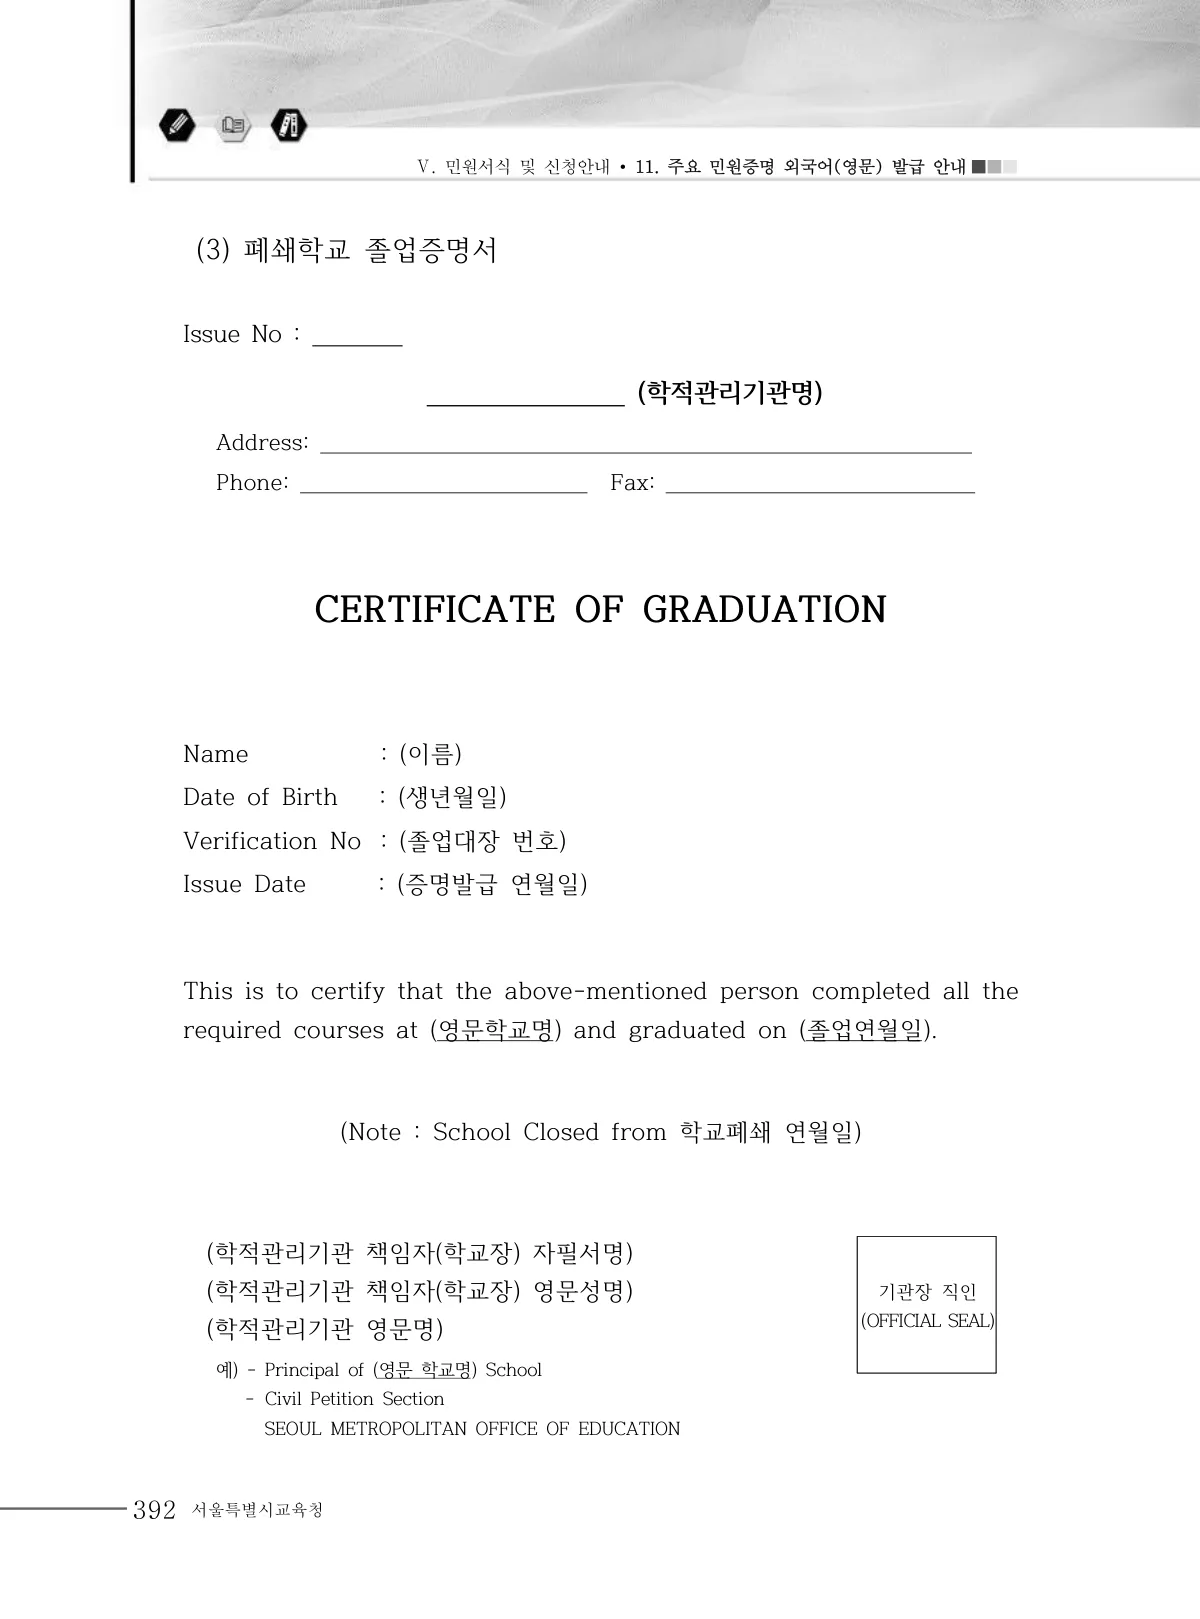 Ⅴ. 민원서식 및 신청안내 • 11. 주요 민원증명 외국어(영문) 발급 안내
(3) 폐쇄학교 졸업증명서
Issue No : _______
_______________ (학적관리기관명)
Address: _______________
Phone: _______________ Fax: _______________
CERTIFICATE OF GRADUATION
Name : (이름)
Date of Birth : (생년월일)
Verification No : (졸업대장 번호)
Issue Date : (증명발급 연월일)
This is to certify that the above-mentioned person completed all the
required courses at (영문학교명) and graduated on (졸업연월일).
(Note : School Closed from 학교폐쇄 연월일)
(학적관리기관 책임자(학교장) 자필서명)
(학적관리기관 책임자(학교장) 영문성명)
(학적관리기관 영문명)
기관장 직인
(OFFICIAL SEAL)
예) - Principal of (영문 학교명) School
- Civil Petition Section
SEOUL METROPOLITAN OFFICE OF EDUCATION
392 서울특별시교육청